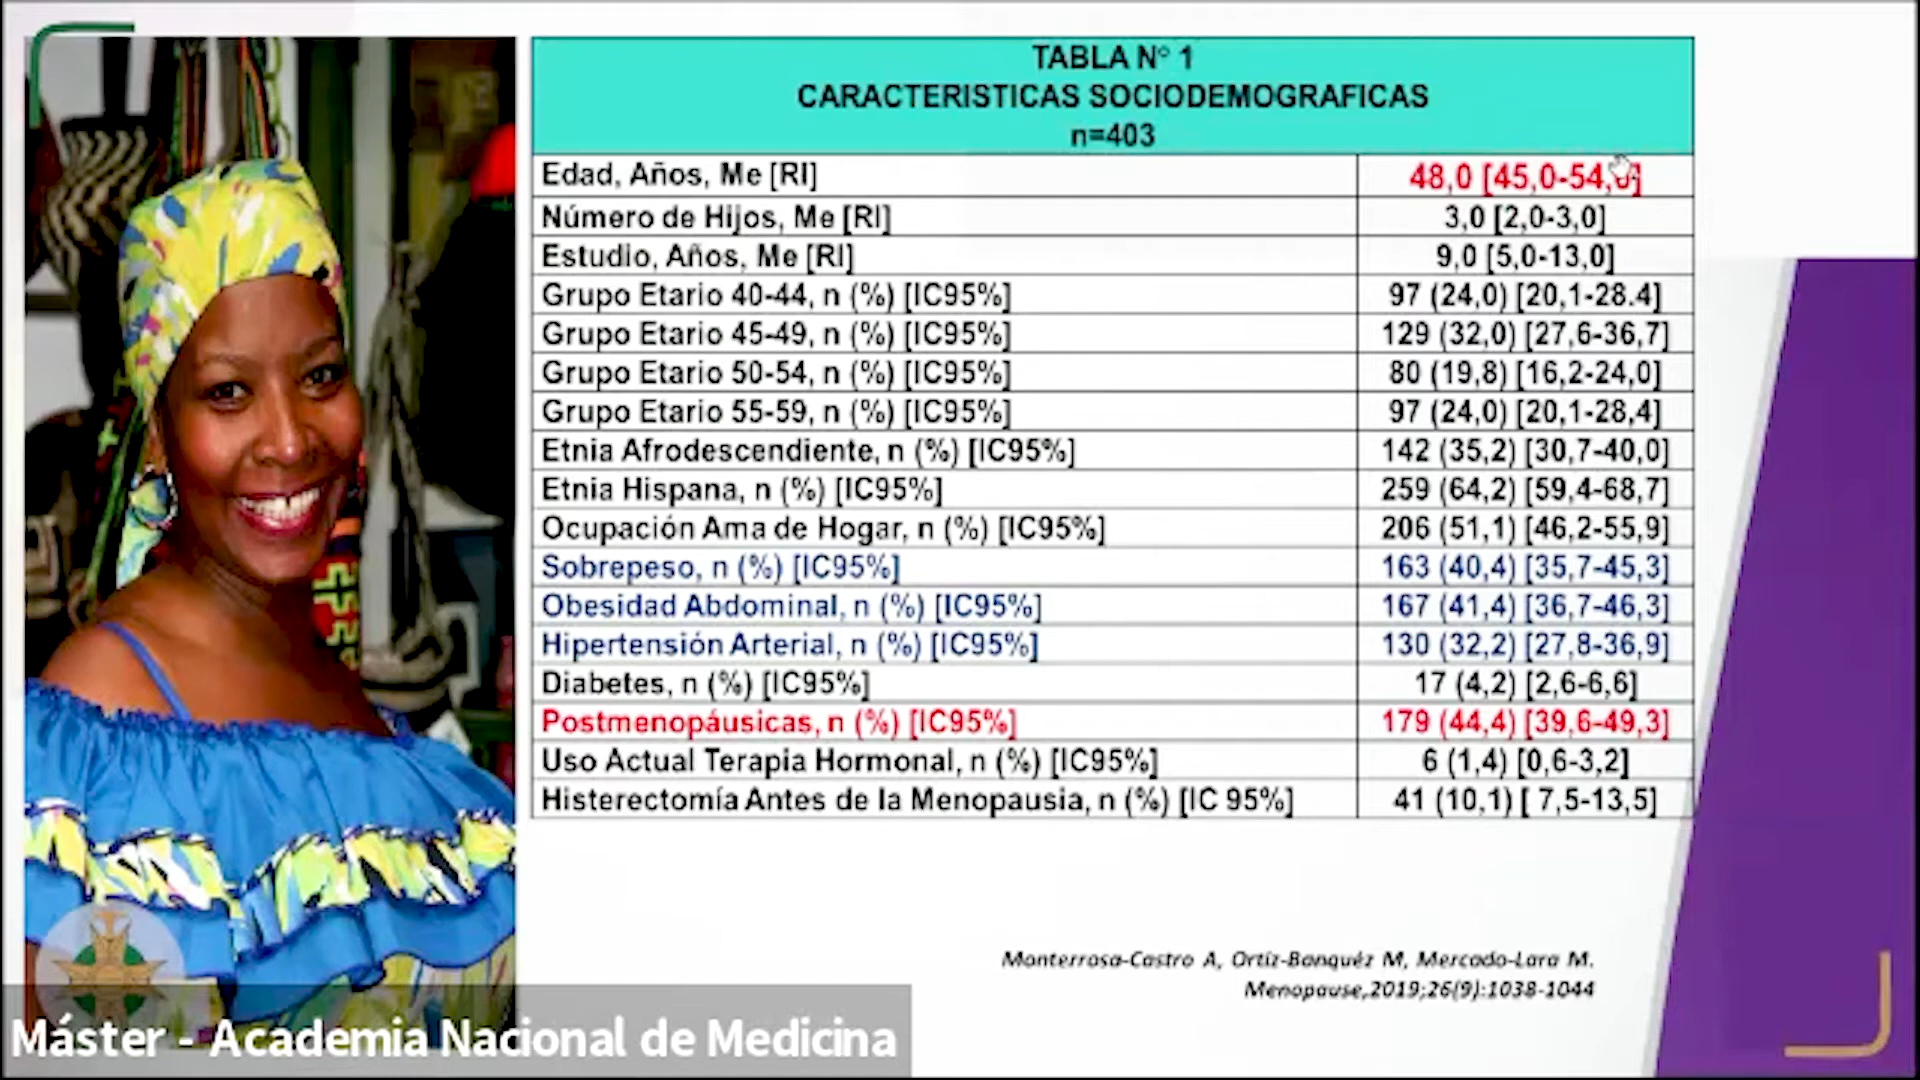 TABLA N° 1
CARACTERISTICAS SOCIODEMOGRAFICAS
n=403
Edad, Años, Me [RI] 48,0 [45,0-54,0]
Número de Hijos, Me [RI] 3,0 [2,0-3,0]
Estudio, Años, Me [RI] 9,0 [5,0-13,0]
Grupo Etario 40-44, n (%) [IC95%] 97 (24,0) [20,1-28.4]
Grupo Etario 45-49, n (%) [IC95%] 129 (32,0) [27,6-36,7]
Grupo Etario 50-54, n (%) [IC95%] 80 (19,8) [16,2-24,0]
Grupo Etario 55-59, n (%) [IC95%] 97 (24,0) [20,1-28,4]
Etnia Afrodescendiente, n (%) [IC95%] 142 (35,2) [30,7-40,0]
Etnia Hispana, n (%) [IC95%] 259 (64,2) [59,4-68,7]
Ocupación Ama de Hogar, n (%) [IC95%] 206 (51,1) [46,2-55,9]
Sobrepeso, n (%) [IC95%] 163 (40,4) [35,7-45,3]
Obesidad Abdominal, n (%) [IC95%] 167 (41,4) [36,7-46,3]
Hipertensión Arterial, n (%) [IC95%] 130 (32,2) [27,8-36,9]
Diabetes, n (%) [IC95%] 17 (4,2) [2,6-6,6]
Postmenopáusicas, n (%) [IC95%] 179 (44,4) [39,6-49,3]
Uso Actual Terapia Hormonal, n (%) [IC95%] 6 (1,4) [0,6-3,2]
Histerectomía Antes de la Menopausia, n (%) [IC 95%] 41 (10,1) [ 7,5-13,5]
Monterrosa-Castro A, Ortiz-Banquéz M, Mercado-Lara M.
Menopause,2019;26(9):1038-1044
Máster - Academia Nacional de Medicina